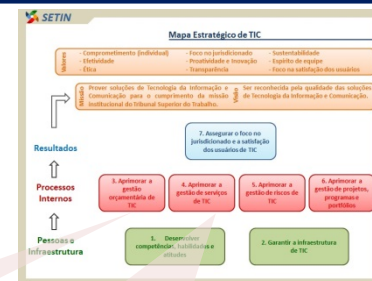 SETIN
Mapa Estratégico de TIC
Valores
- Comprometimento (individual)
- Efetividade
- Ética
- Foco no jurisdicionado
- Proatividade e Inovação
- Transparência
- Sustentabilidade
- Espírito de equipe
- Foco na satisfação dos usuários
Missão
Prover soluções de Tecnologia da Informação e
Comunicação para o cumprimento da missão
Institucional do Tribunal Superior do Trabalho.
Visão
Ser reconhecida pela qualidade das soluções
de Tecnologia da Informação e Comunicação.
Resultados
7. Assegurar o foco no
jurisdicionado e a satisfação
dos usuários de TIC
Processos
Internos
3. Aprimorar a
gestão
orçamentária de
TIC
4. Aprimorar a
gestão de serviços
de TIC
5. Aprimorar a
gestão de riscos de
TIC
6. Aprimorar a
gestão de projetos,
programas e
portfólios
Pessoas e
Infraestrutura
1. Desenvolver
competências, habilidades e
atitudes
2. Garantir a infraestrutura
de TIC